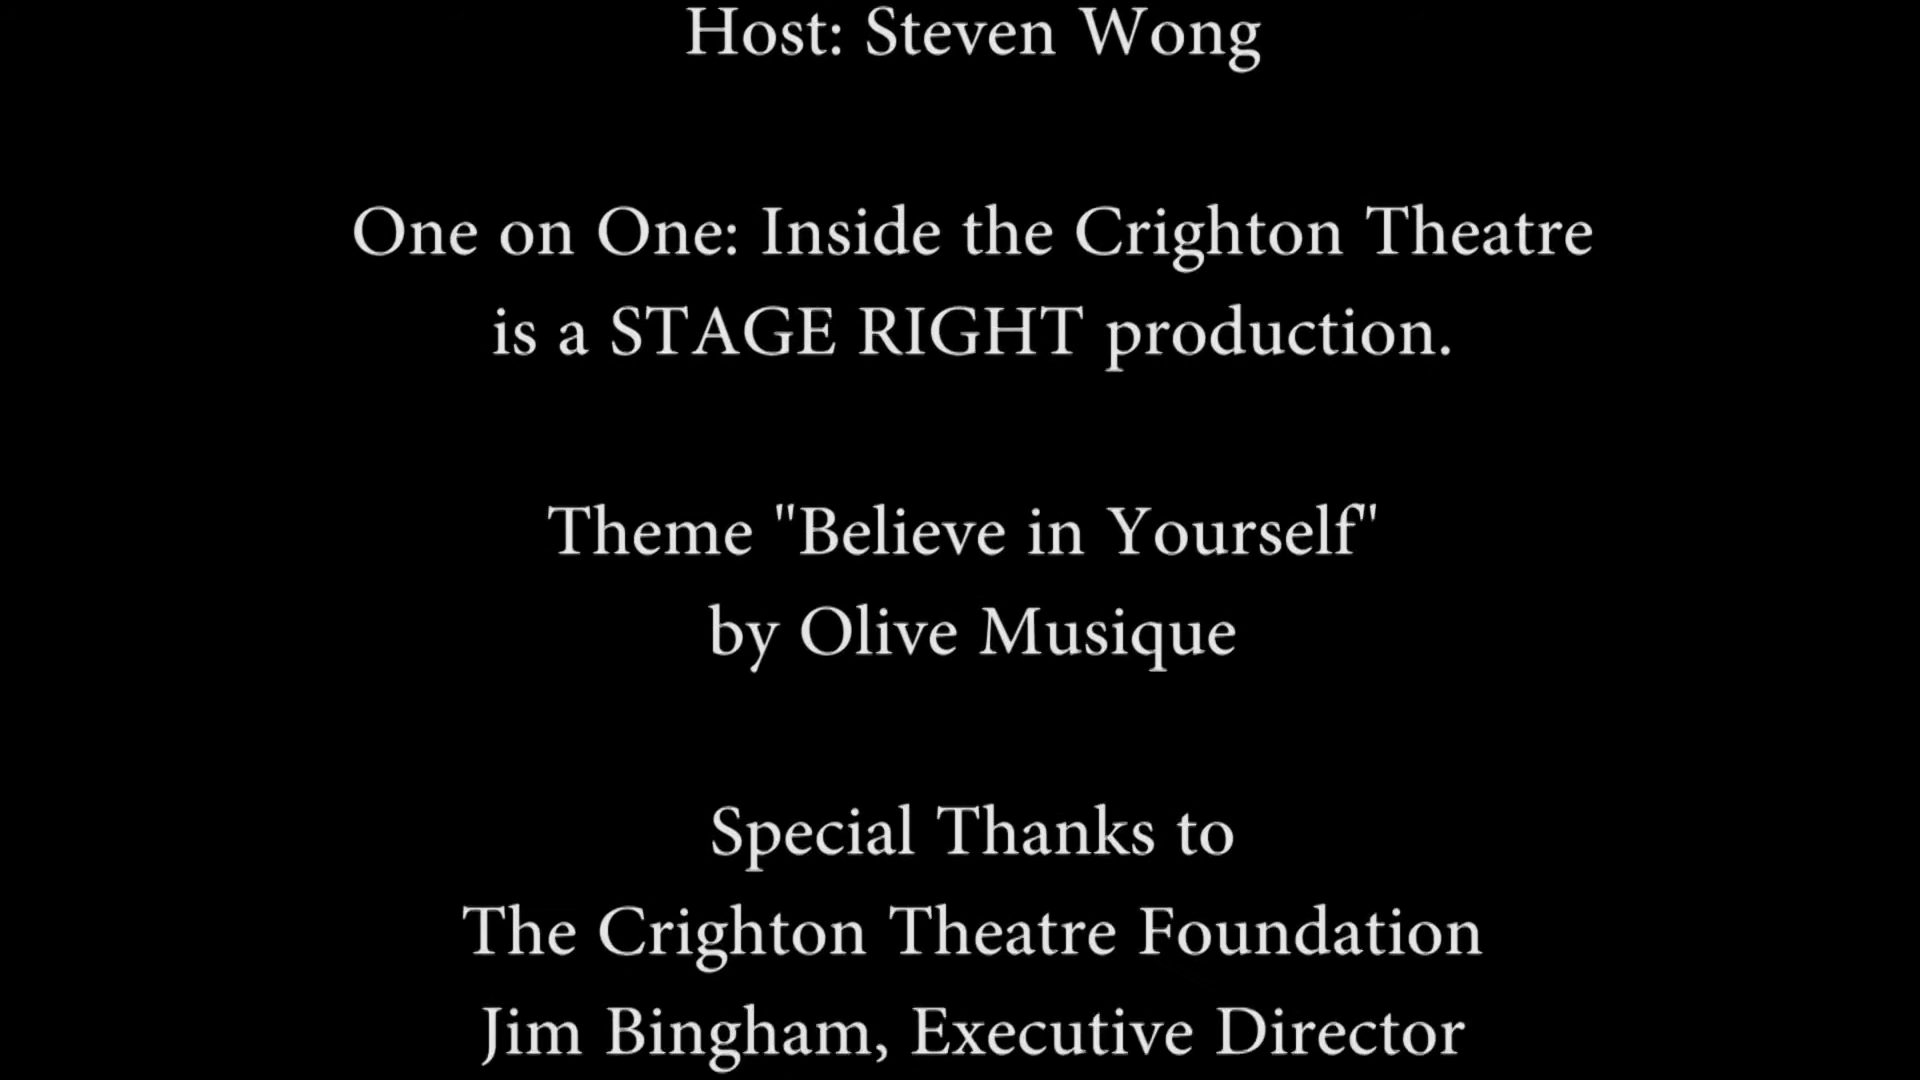 Host: Steven Wong
One on One: Inside the Crighton Theatre
is a STAGE RIGHT production.
Theme "Believe in Yourself"
by Olive Musique
Special Thanks to
The Crighton Theatre Foundation
Jim Bingham, Executive Director